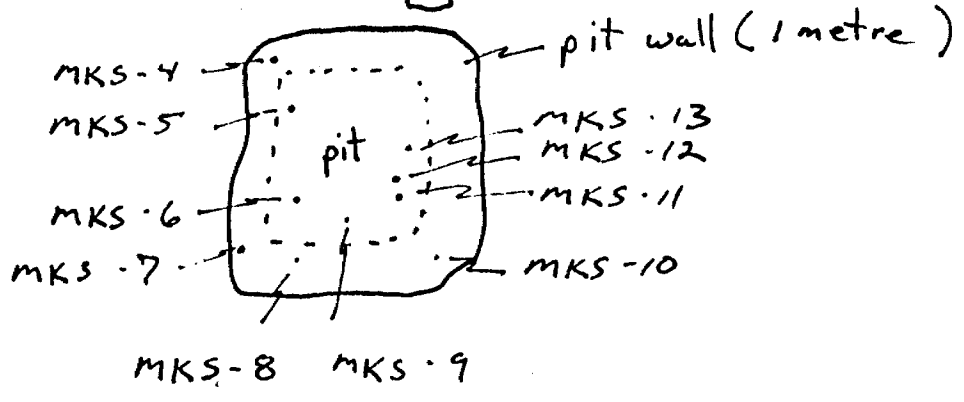 pit wall (1 metre)
MKS-4
MKS-5
MKS-13
pit
MKS-12
MKS-11
MKS-6
MKS-7
MKS-10
MKS-8 MKS-9